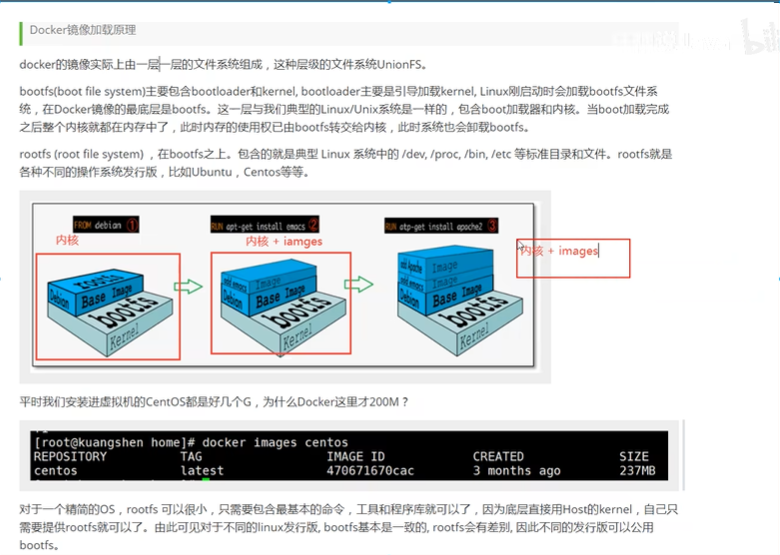 Docker镜像加载原理
docker的镜像实际上由一层一层的文件系统组成，这种层级的文件系统UnionFS。
bootfs(boot file system)主要包含bootloader和kernel, bootloader主要是引导加载kernel, Linux刚启动时会加载bootfs文件系
统，在Docker镜像的最底层是bootfs。这一层与我们典型的Linux/Unix系统是一样的，包含boot加载器和内核。当boot加载完成
之后整个内核就都在内存中了，此时内存的使用权已由bootfs转交给内核，此时系统也会卸载bootfs。
rootfs (root file system) ，在bootfs之上。包含的就是典型 Linux 系统中的 /dev, /proc, /bin, /etc 等标准目录和文件。rootfs就是
各种不同的操作系统发行版，比如Ubuntu，Centos等等。
FROM debian ①
RUN apt-get install emacs ②
RUN atp-get install apache2 ③
内核
内核 + iamges
内核 + images
rootfs
Debian
Base Image
bootfs
Kernel
Image
add emacs
Debian
Base Image
bootfs
Kernel
add Apache
Image
add emacs
Image
Debian
Base Image
bootfs
Kernel
平时我们安装进虚拟机的CentOS都是好几个G，为什么Docker这里才200M？
[root@kuangshen home]# docker images centos
REPOSITORY TAG IMAGE ID CREATED SIZE
centos latest 470671670cac 3 months ago 237MB
对于一个精简的OS，rootfs 可以很小，只需要包含最基本的命令，工具和程序库就可以了，因为底层直接用Host的kernel，自己只
需要提供rootfs就可以了。由此可见对于不同的linux发行版, bootfs基本是一致的, rootfs会有差别, 因此不同的发行版可以公用
bootfs。